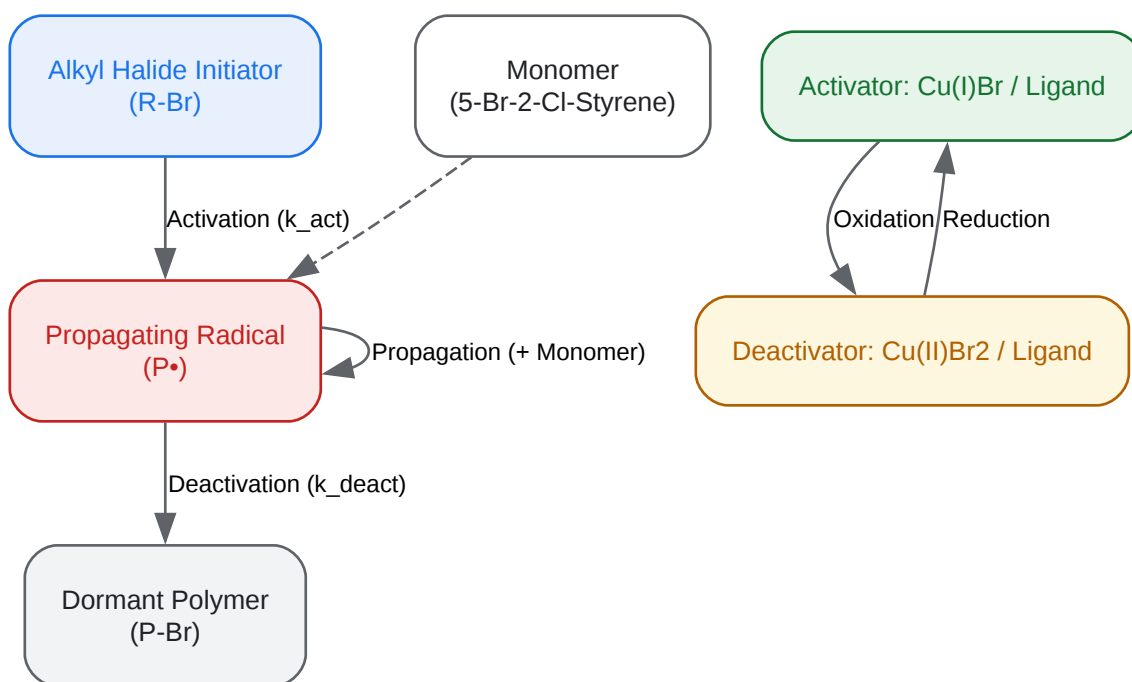 Alkyl Halide Initiator
(R-Br)
Monomer
(5-Br-2-Cl-Styrene)
Activator: Cu(I)Br / Ligand
Activation (k_act)
Oxidation
Reduction
Propagating Radical
(P•)
Propagation (+ Monomer)
Deactivator: Cu(II)Br2 / Ligand
Deactivation (k_deact)
Dormant Polymer
(P-Br)